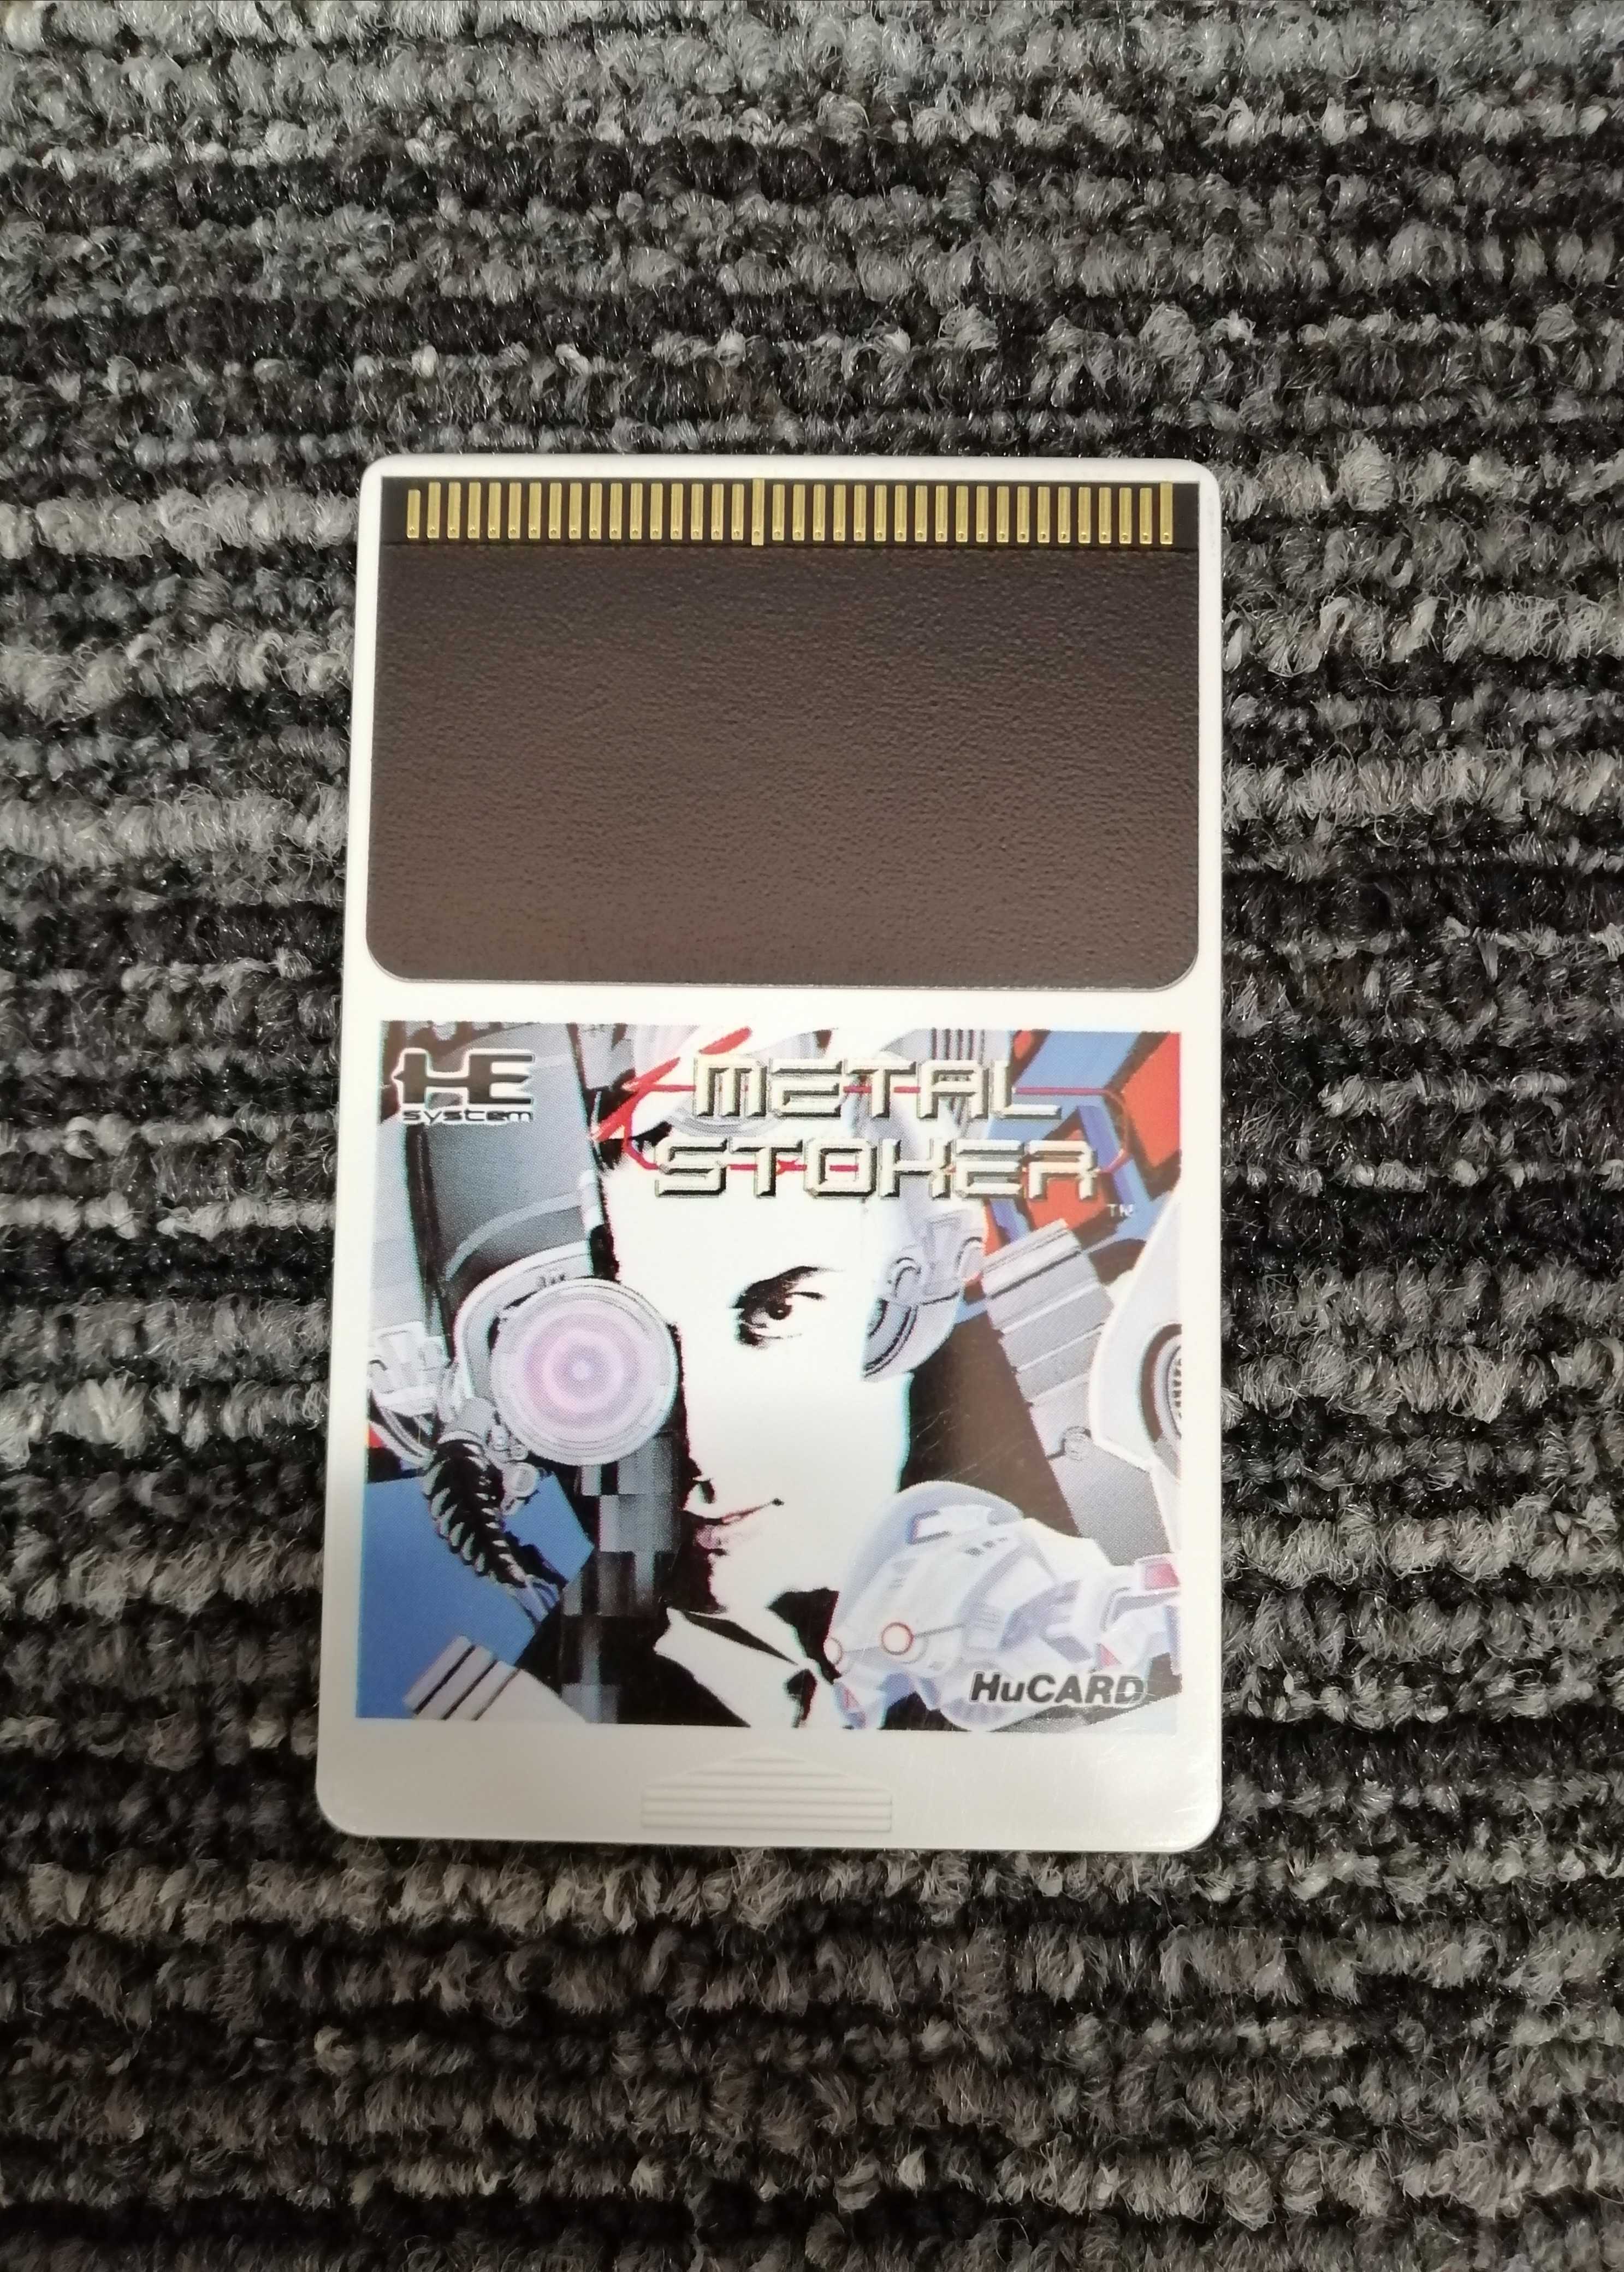 HE
system
METAL
STOKER
TM
HuCARD